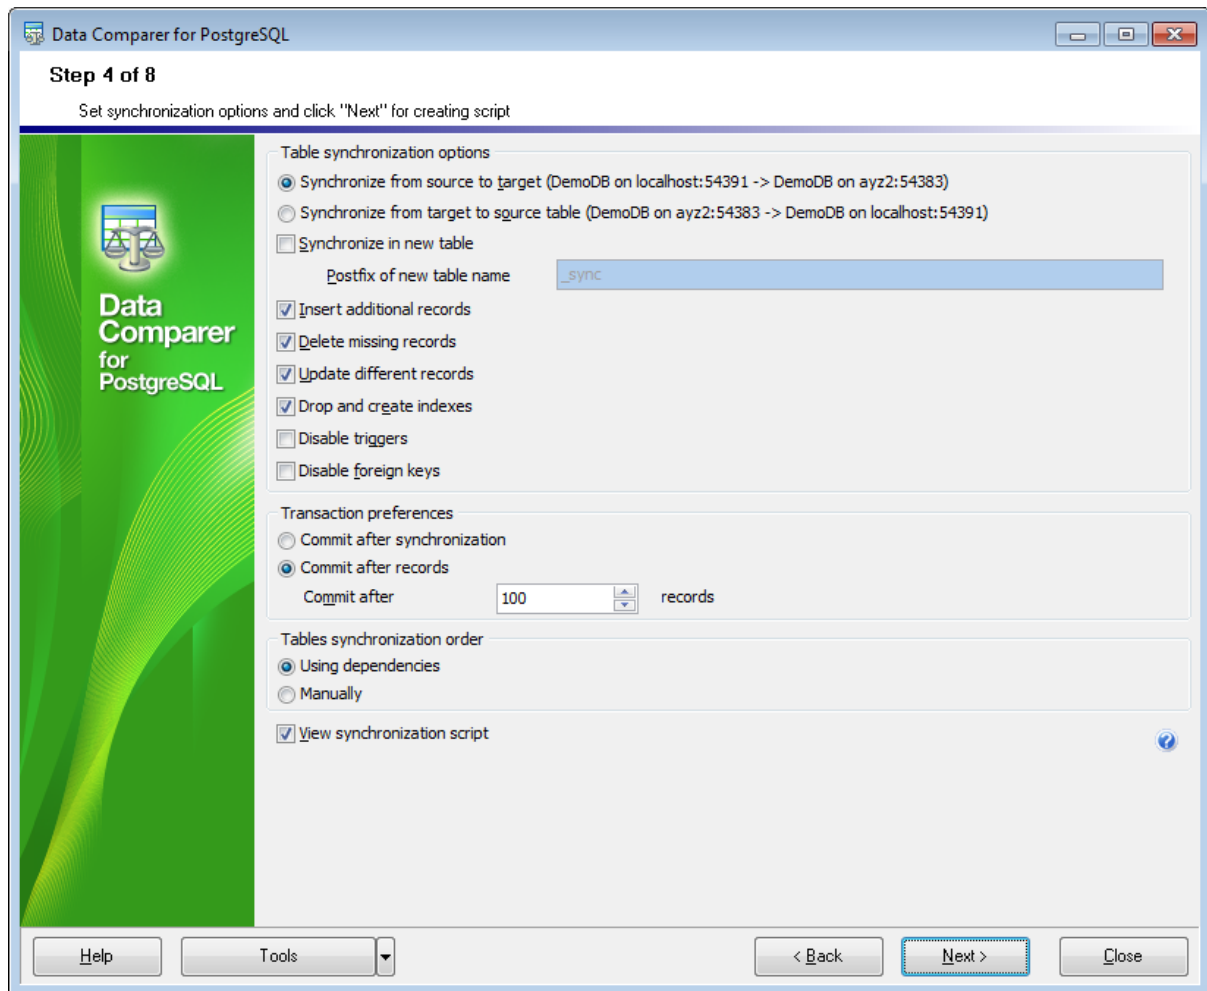 Data Comparer for PostgreSQL
Step 4 of 8
Set synchronization options and click "Next" for creating script
Data
Comparer
for
PostgreSQL
Table synchronization options
Synchronize from source to target (DemoDB on localhost:54391 -> DemoDB on ayz2:54383)
Synchronize from target to source table (DemoDB on ayz2:54383 -> DemoDB on localhost:54391)
Synchronize in new table
Postfix of new table name _sync
Insert additional records
Delete missing records
Update different records
Drop and create indexes
Disable triggers
Disable foreign keys
Transaction preferences
Commit after synchronization
Commit after records
Commit after 100 records
Tables synchronization order
Using dependencies
Manually
View synchronization script
Help Tools < Back Next > Close